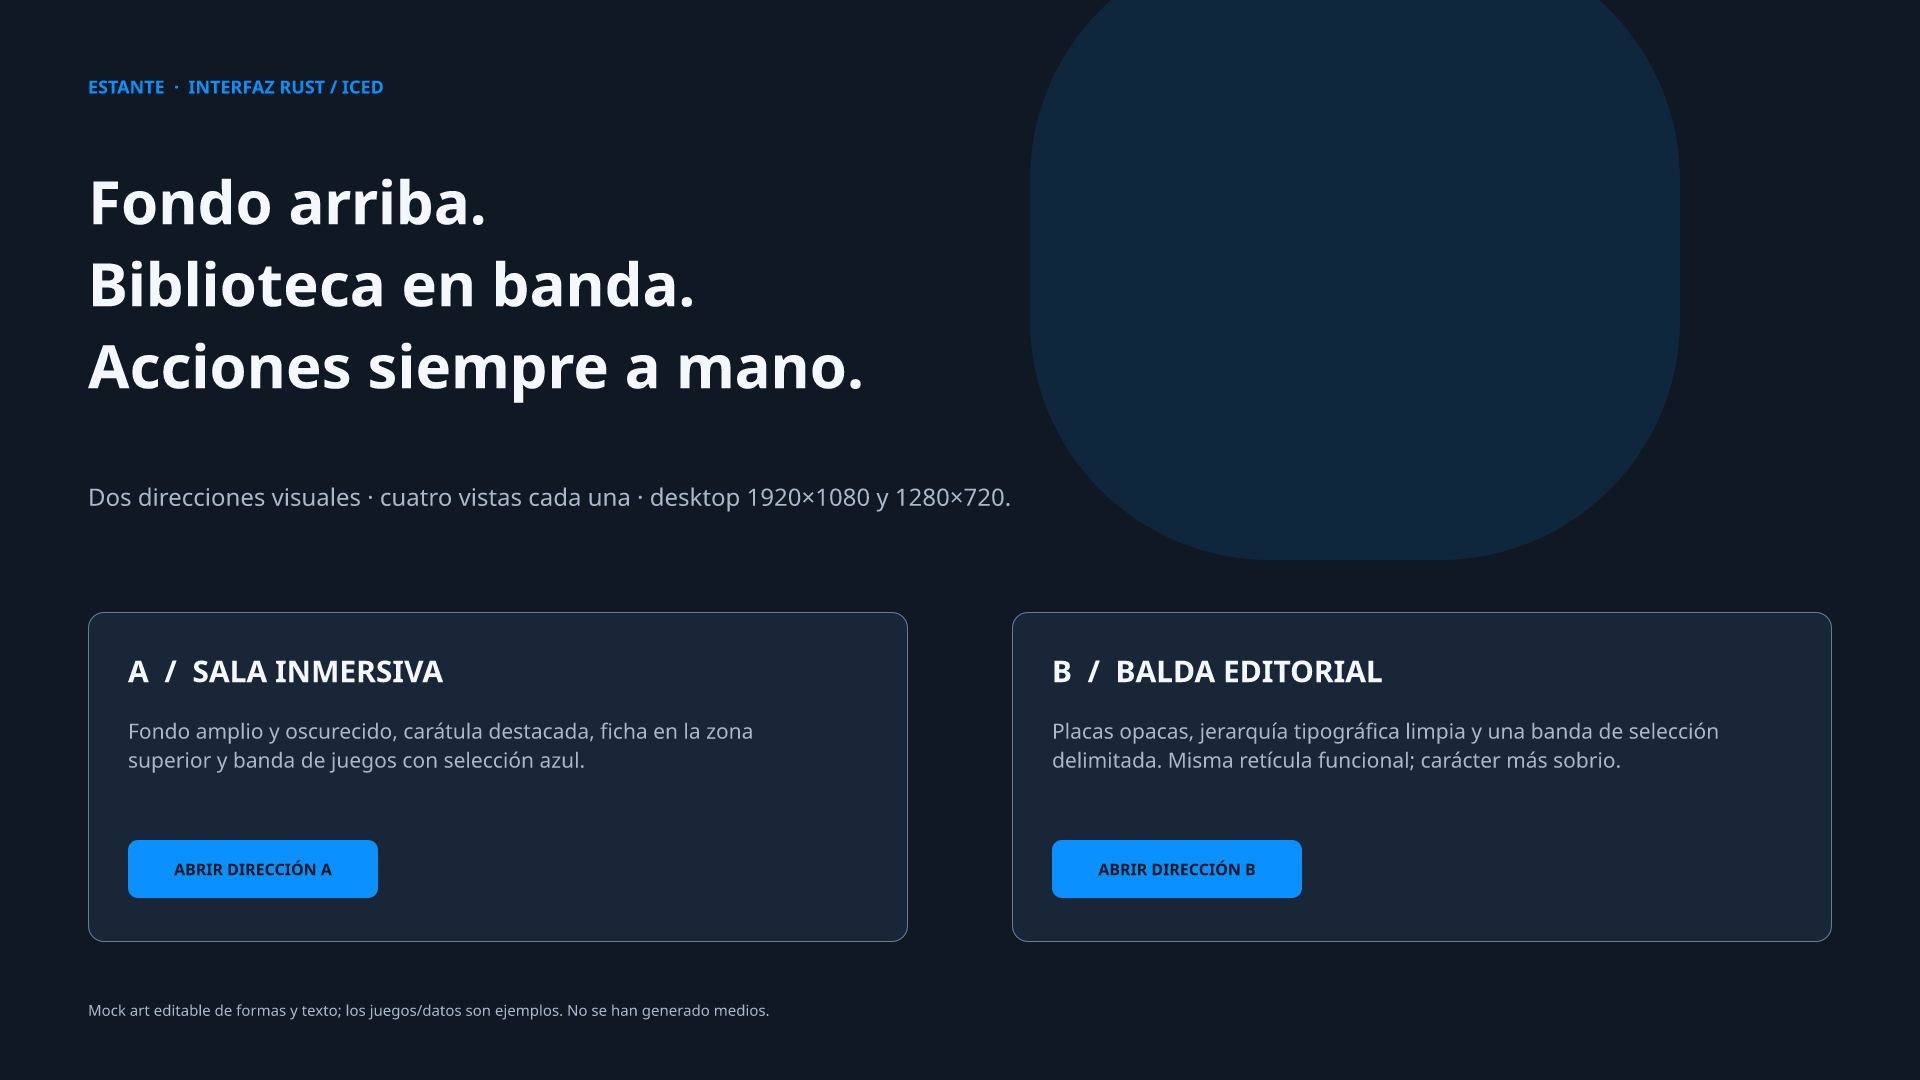 ESTANTE · INTERFAZ RUST / ICED
Fondo arriba.
Biblioteca en banda.
Acciones siempre a mano.
Dos direcciones visuales · cuatro vistas cada una · desktop 1920×1080 y 1280×720.
A / SALA INMERSIVA
Fondo amplio y oscurecido, carátula destacada, ficha en la zona
superior y banda de juegos con selección azul.
ABRIR DIRECCIÓN A
B / BALDA EDITORIAL
Placas opacas, jerarquía tipográfica limpia y una banda de selección
delimitada. Misma retícula funcional; carácter más sobrio.
ABRIR DIRECCIÓN B
Mock art editable de formas y texto; los juegos/datos son ejemplos. No se han generado medios.